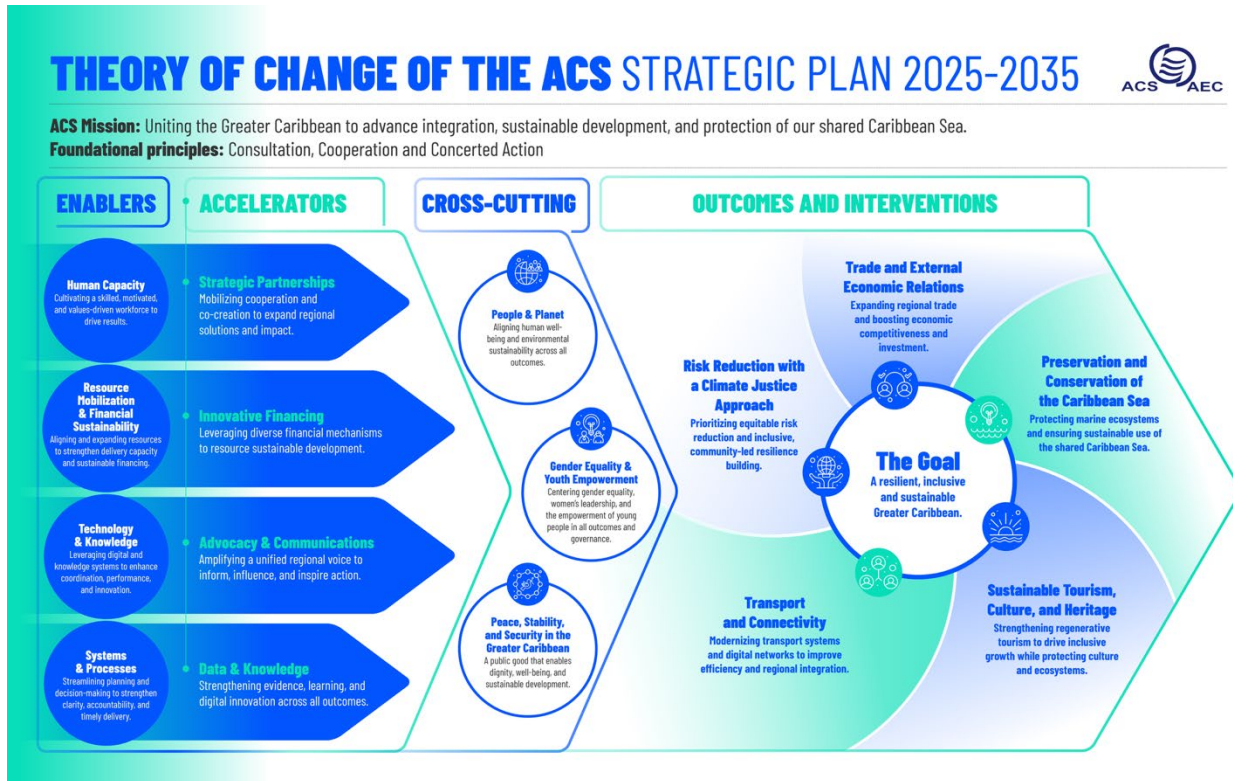 THEORY OF CHANGE OF THE ACS STRATEGIC PLAN 2025-2035
ACS AEC
ACS Mission: Uniting the Greater Caribbean to advance integration, sustainable development, and protection of our shared Caribbean Sea.
Foundational principles: Consultation, Cooperation and Concerted Action
ENABLERS
ACCELERATORS
CROSS-CUTTING
OUTCOMES AND INTERVENTIONS
Human Capacity
Cultivating a skilled, motivated,
and values-driven workforce to
drive results.
Resource
Mobilization
& Financial
Sustainability
Aligning and expanding resources
to strengthen delivery capacity
and sustainable financing.
Technology
& Knowledge
Leveraging digital and
knowledge systems to enhance
coordination, performance,
and innovation.
Systems
& Processes
Streamlining planning and
decision-making to strengthen
clarity, accountability, and
timely delivery.
Strategic Partnerships
Mobilizing cooperation and
co-creation to expand regional
solutions and impact.
Innovative Financing
Leveraging diverse financial mechanisms
to resource sustainable development.
Advocacy & Communications
Amplifying a unified regional voice to
inform, influence, and inspire action.
Data & Knowledge
Strengthening evidence, learning, and
digital innovation across all outcomes.
People & Planet
Aligning human well-
being and environmental
sustainability across all
outcomes.
Gender Equality &
Youth Empowerment
Centering gender equality,
women's leadership, and
the empowerment of young
people in all outcomes and
governance.
Peace, Stability,
and Security in the
Greater Caribbean
A public good that enables
dignity, well-being, and
sustainable development.
Trade and External
Economic Relations
Expanding regional trade
and boosting economic
competitiveness and
investment.
Risk Reduction with
a Climate Justice
Approach
Prioritizing equitable risk
reduction and inclusive,
community-led resilience
building.
Preservation and
Conservation of
the Caribbean Sea
Protecting marine ecosystems
and ensuring sustainable use of
the shared Caribbean Sea.
The Goal
A resilient, inclusive
and sustainable
Greater Caribbean.
Transport
and Connectivity
Modernizing transport systems
and digital networks to improve
efficiency and regional integration.
Sustainable Tourism,
Culture, and Heritage
Strengthening regenerative
tourism to drive inclusive
growth while protecting culture
and ecosystems.